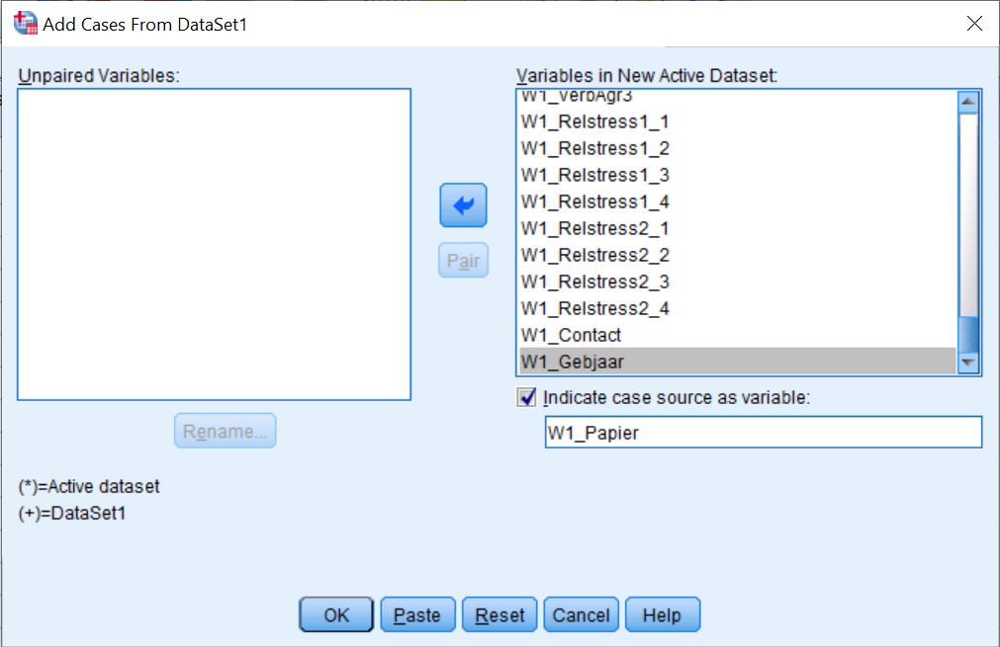 Add Cases From DataSet1
Unpaired Variables:
Variables in New Active Dataset:
W1_VerbAgr3
W1_Relstress1_1
W1_Relstress1_2
W1_Relstress1_3
W1_Relstress1_4
W1_Relstress2_1
W1_Relstress2_2
W1_Relstress2_3
W1_Relstress2_4
W1_Contact
W1_Gebjaar
Pair
Indicate case source as variable:
W1_Papier
Rename...
(*)=Active dataset
(+)=DataSet1
OK Paste Reset Cancel Help